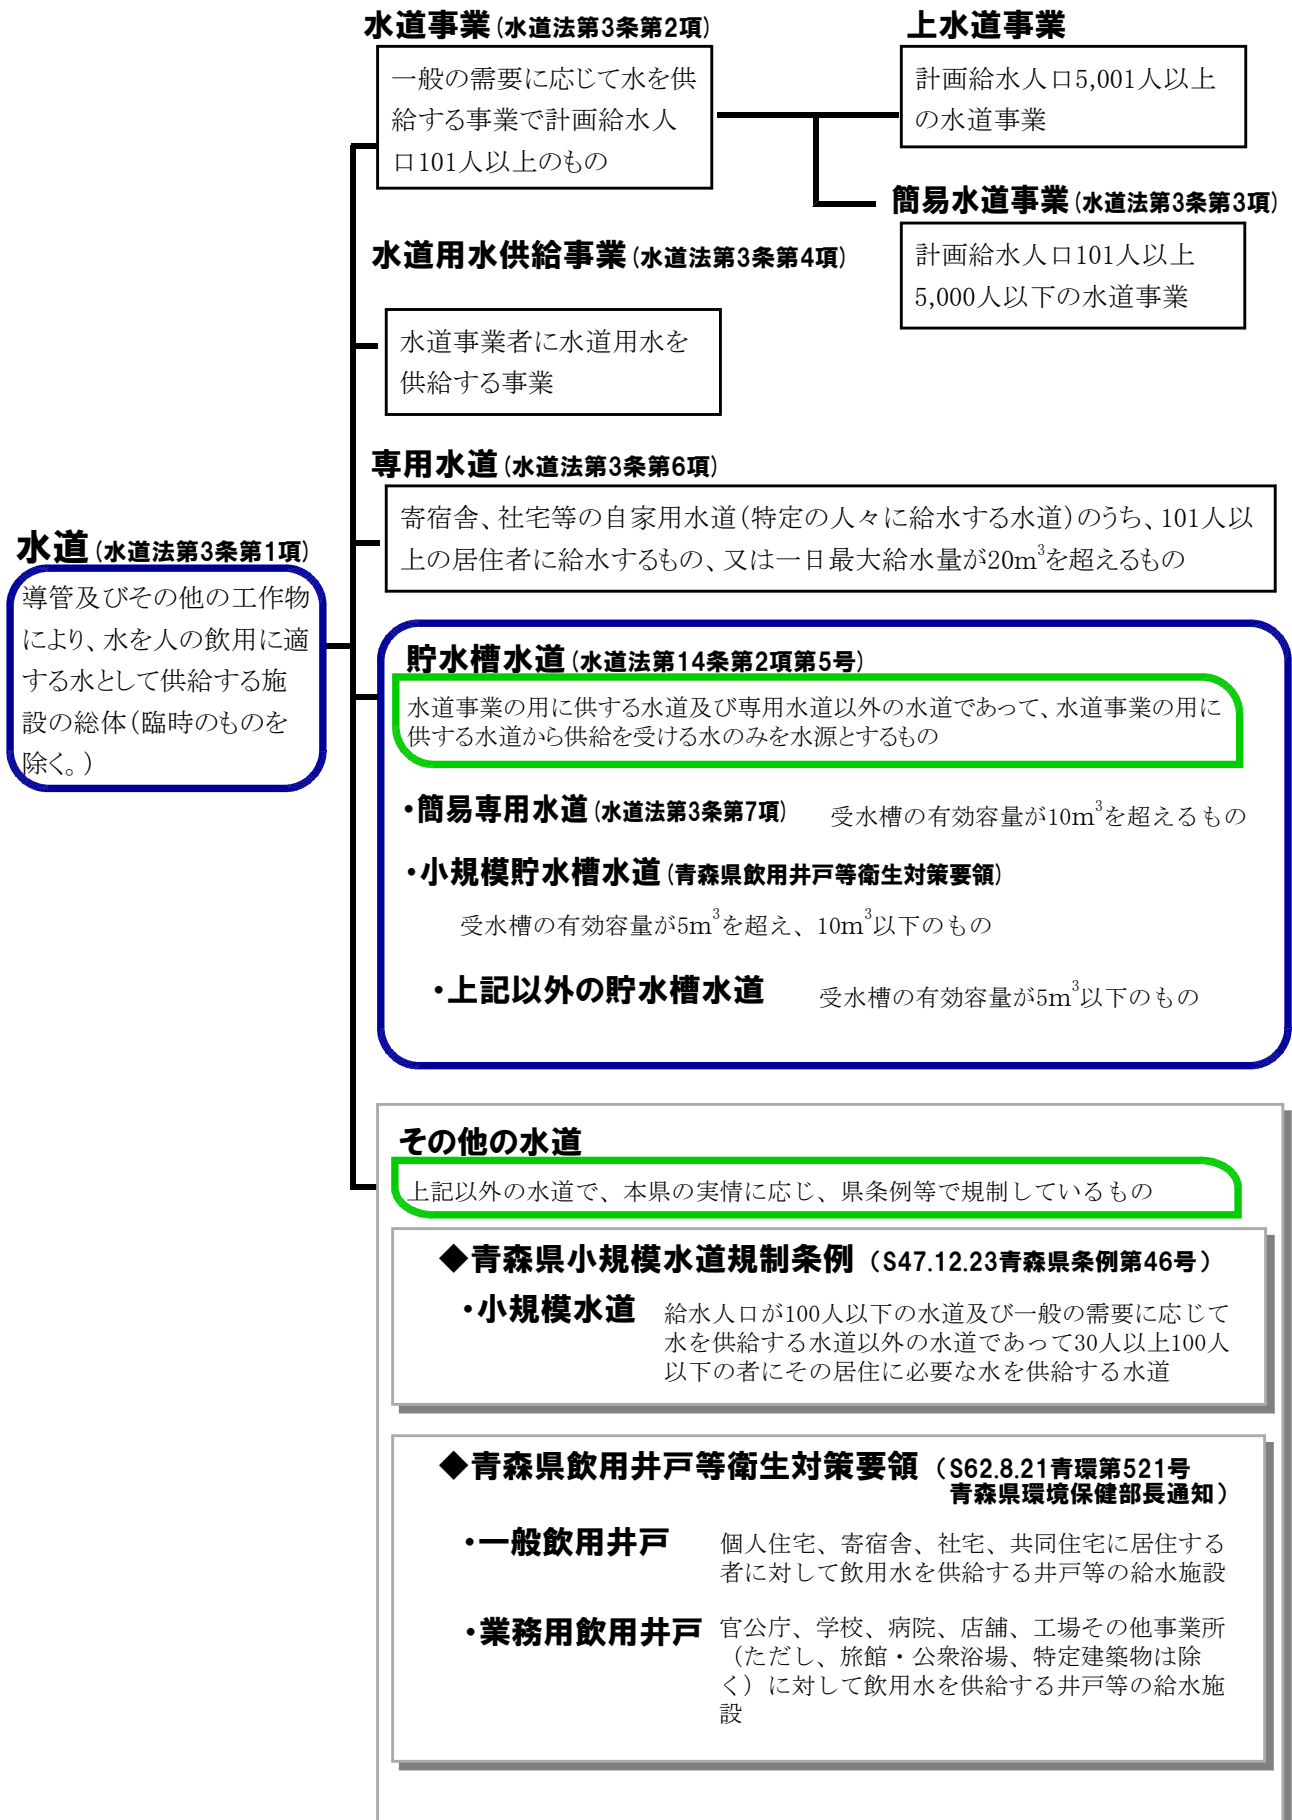 水道事業(水道法第3条第2項)
一般の需要に応じて水を供
給する事業で計画給水人
口101人以上のもの
上水道事業
計画給水人口5,001人以上
の水道事業
簡易水道事業(水道法第3条第3項)
計画給水人口101人以上
5,000人以下の水道事業
水道用水供給事業(水道法第3条第4項)
水道事業者に水道用水を
供給する事業
専用水道(水道法第3条第6項)
寄宿舎、社宅等の自家用水道(特定の人々に給水する水道)のうち、101人以
上の居住者に給水するもの、又は一日最大給水量が20m³を超えるもの
水道(水道法第3条第1項)
導管及びその他の工作物
により、水を人の飲用に適
する水として供給する施
設の総体(臨時のものを
除く。)
貯水槽水道(水道法第14条第2項第5号)
水道事業の用に供する水道及び専用水道以外の水道であって、水道事業の用に
供する水道から供給を受ける水のみを水源とするもの
・簡易専用水道(水道法第3条第7項) 受水槽の有効容量が10m³を超えるもの
・小規模貯水槽水道(青森県飲用井戸等衛生対策要領)
受水槽の有効容量が5m³を超え、10m³以下のもの
・上記以外の貯水槽水道 受水槽の有効容量が5m³以下のもの
その他の水道
上記以外の水道で、本県の実情に応じ、県条例等で規制しているもの
◆青森県小規模水道規制条例(S47.12.23青森県条例第46号)
・小規模水道 給水人口が100人以下の水道及び一般の需要に応じて
水を供給する水道以外の水道であって30人以上100人
以下の者にその居住に必要な水を供給する水道
◆青森県飲用井戸等衛生対策要領(S62.8.21青環第521号
青森県環境保健部長通知)
・一般飲用井戸 個人住宅、寄宿舎、社宅、共同住宅に居住する
者に対して飲用水を供給する井戸等の給水施設
・業務用飲用井戸 官公庁、学校、病院、店舗、工場その他事業所
(ただし、旅館・公衆浴場、特定建築物は除
く)に対して飲用水を供給する井戸等の給水施
設